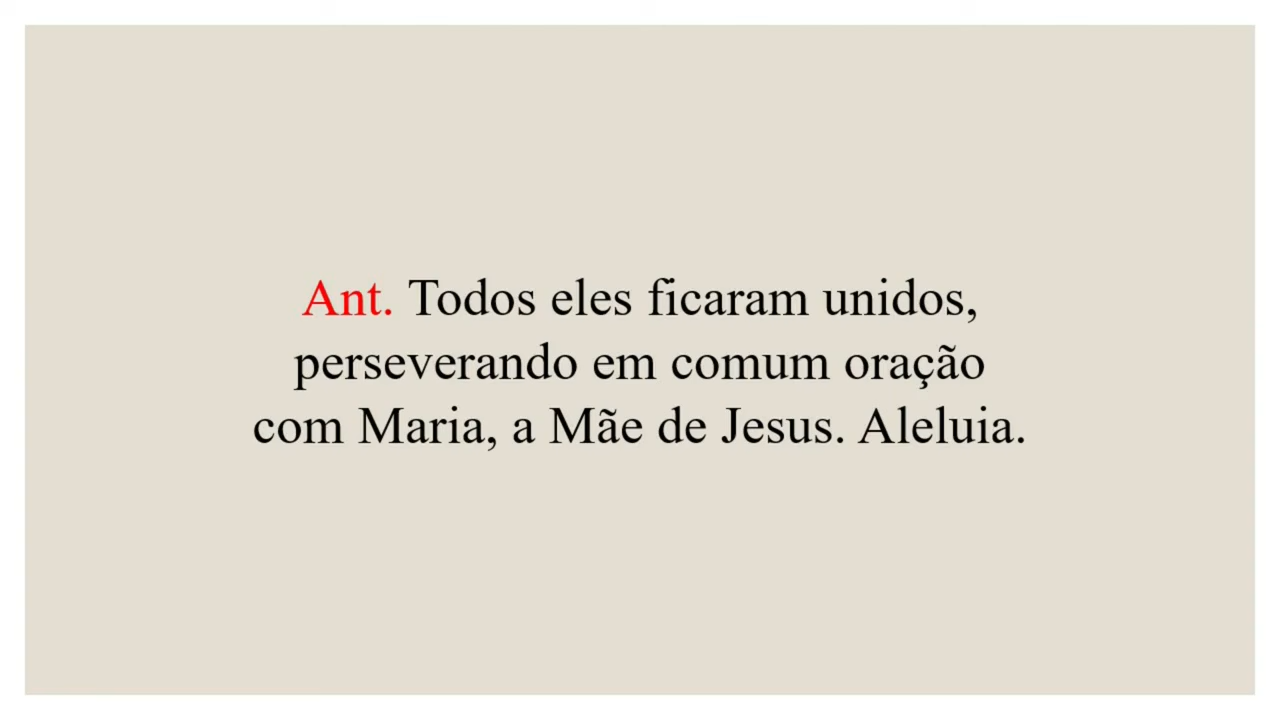 Ant. Todos eles ficaram unidos,
perseverando em comum oração
com Maria, a Mãe de Jesus. Aleluia.